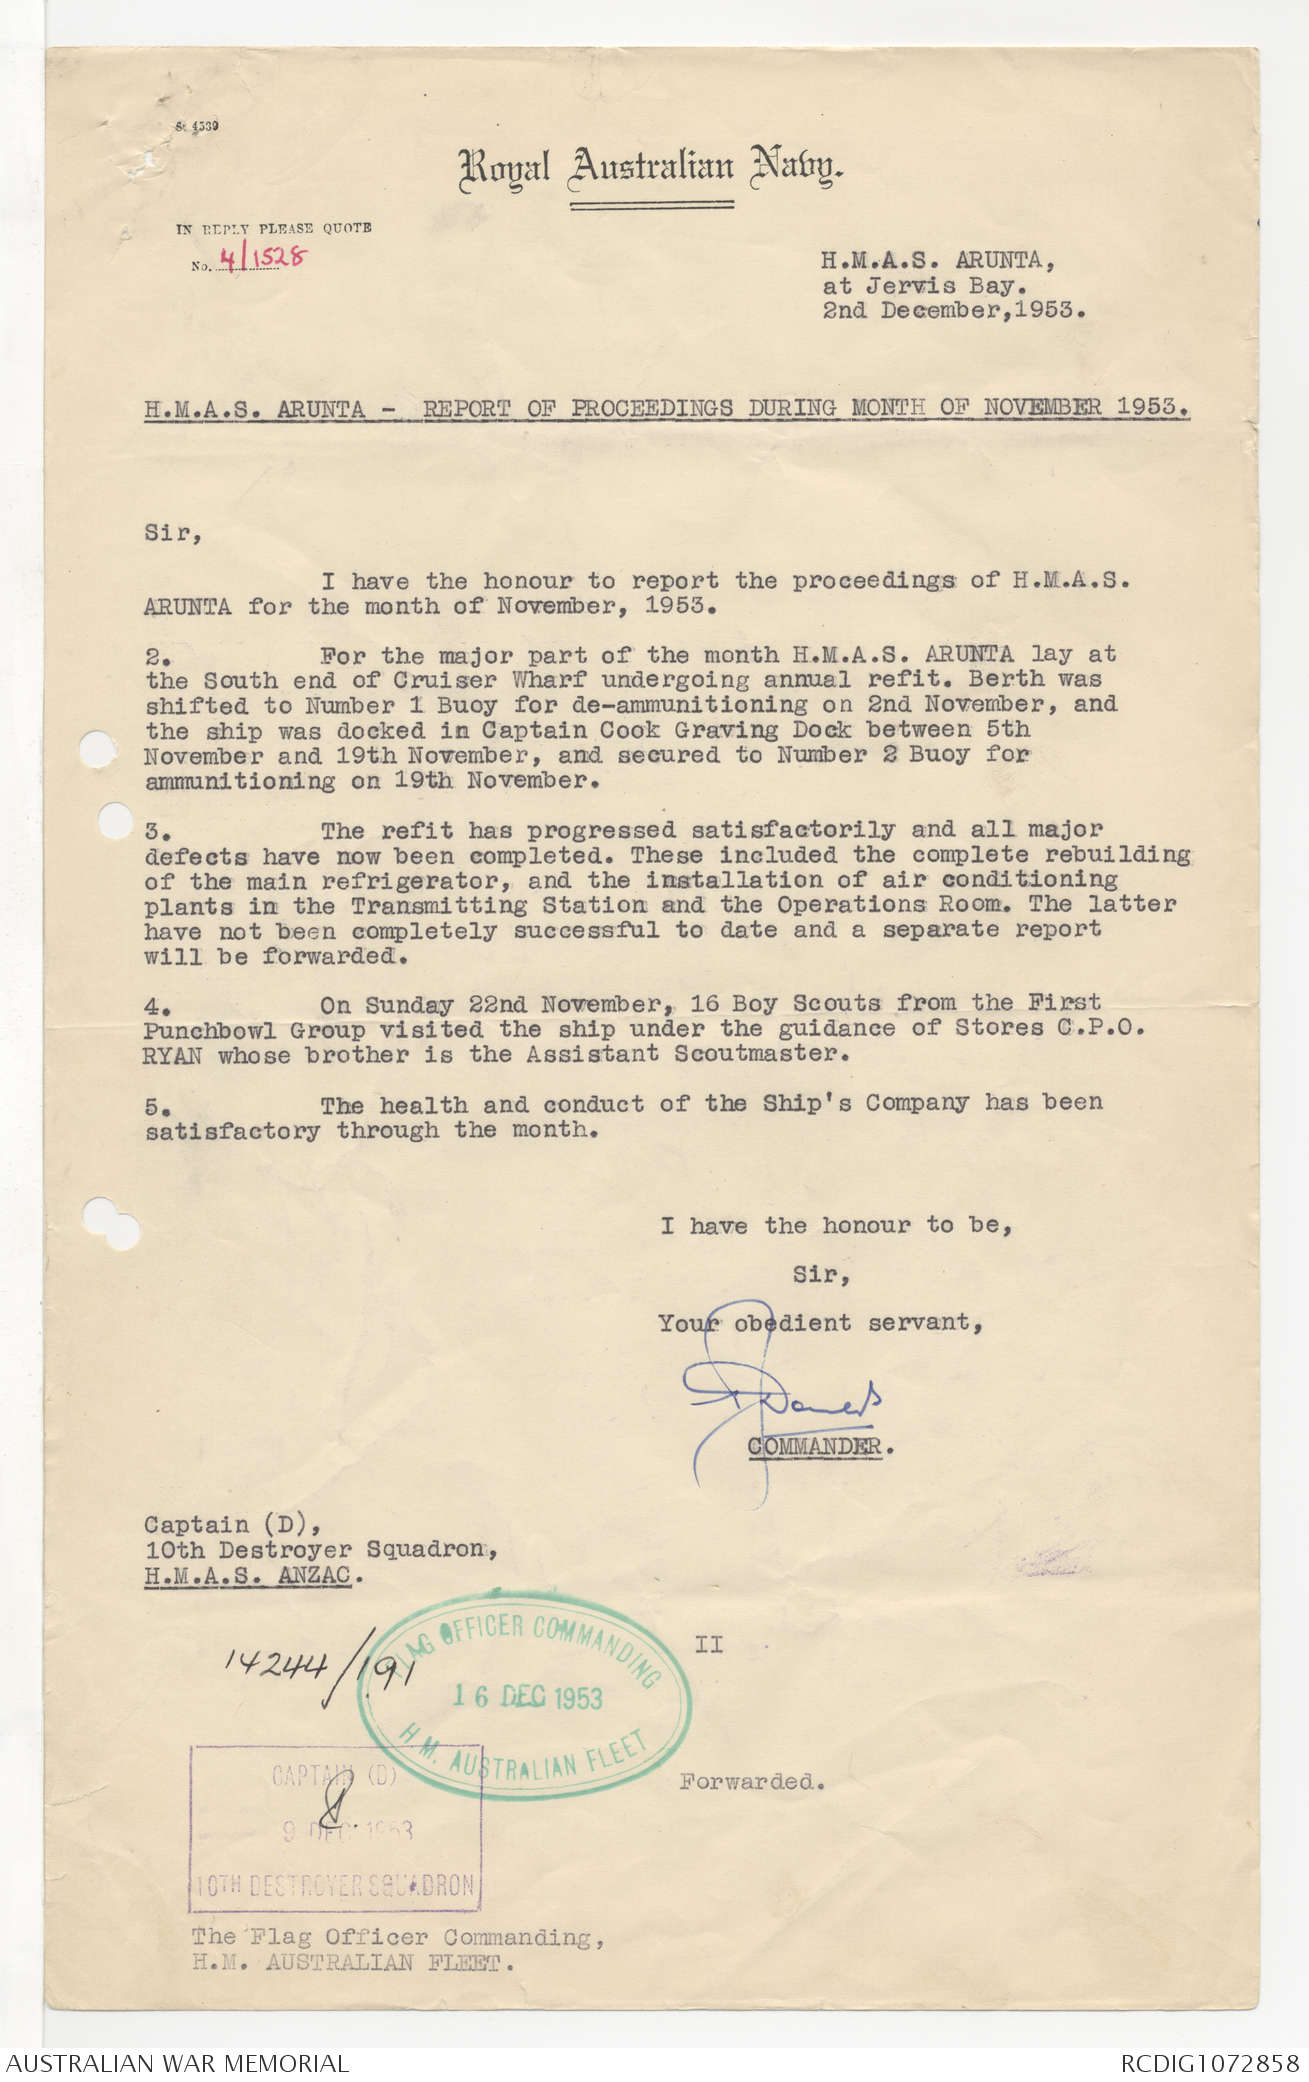 S. 4539
Royal Australian Navy.
IN REPLY PLEASE QUOTE
No. 4/1528
H.M.A.S. ARUNTA,
at Jervis Bay.
2nd December,1953.
H.M.A.S. ARUNTA - REPORT OF PROCEEDINGS DURING MONTH OF NOVEMBER 1953.
Sir,
I have the honour to report the proceedings of H.M.A.S.
ARUNTA for the month of November, 1953.
2. For the major part of the month H.M.A.S. ARUNTA lay at
the South end of Cruiser Wharf undergoing annual refit. Berth was
shifted to Number 1 Buoy for de-ammunitioning on 2nd November, and
the ship was docked in Captain Cook Graving Dock between 5th
November and 19th November, and secured to Number 2 Buoy for
ammunitioning on 19th November.
3. The refit has progressed satisfactorily and all major
defects have now been completed. These included the complete rebuilding
of the main refrigerator, and the installation of air conditioning
plants in the Transmitting Station and the Operations Room. The latter
have not been completely successful to date and a separate report
will be forwarded.
4. On Sunday 22nd November, 16 Boy Scouts from the First
Punchbowl Group visited the ship under the guidance of Stores C.P.O.
RYAN whose brother is the Assistant Scoutmaster.
5. The health and conduct of the Ship's Company has been
satisfactory through the month.
I have the honour to be,
Sir,
Your obedient servant,
COMMANDER.
Captain (D),
10th Destroyer Squadron,
H.M.A.S. ANZAC.
14244/191
FLAG OFFICER COMMANDING
16 DEC 1953
H.M. AUSTRALIAN FLEET
II
CAPTAIN (D)
9 DEC 1953
10TH DESTROYER SQUADRON
Forwarded.
The Flag Officer Commanding,
H.M. AUSTRALIAN FLEET.
AUSTRALIAN WAR MEMORIAL
RCDIG1072858